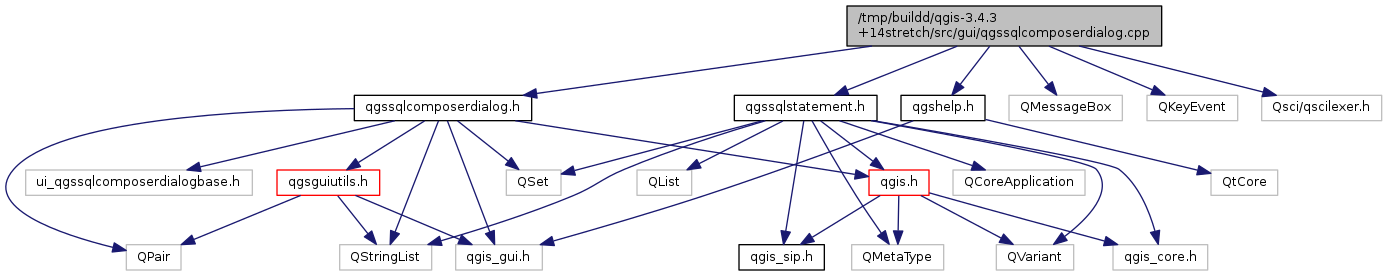 /tmp/buildd/qgis-3.4.3
+14stretch/src/gui/qgssqlcomposerdialog.cpp
qgssqlcomposerdialog.h
qgssqlstatement.h
qgshelp.h
QMessageBox
QKeyEvent
Qsci/qscilexer.h
ui_qgssqlcomposerdialogbase.h
qgsguiutils.h
QSet
QList
qgis.h
QCoreApplication
QtCore
QPair
QStringList
qgis_gui.h
qgis_sip.h
QMetaType
QVariant
qgis_core.h